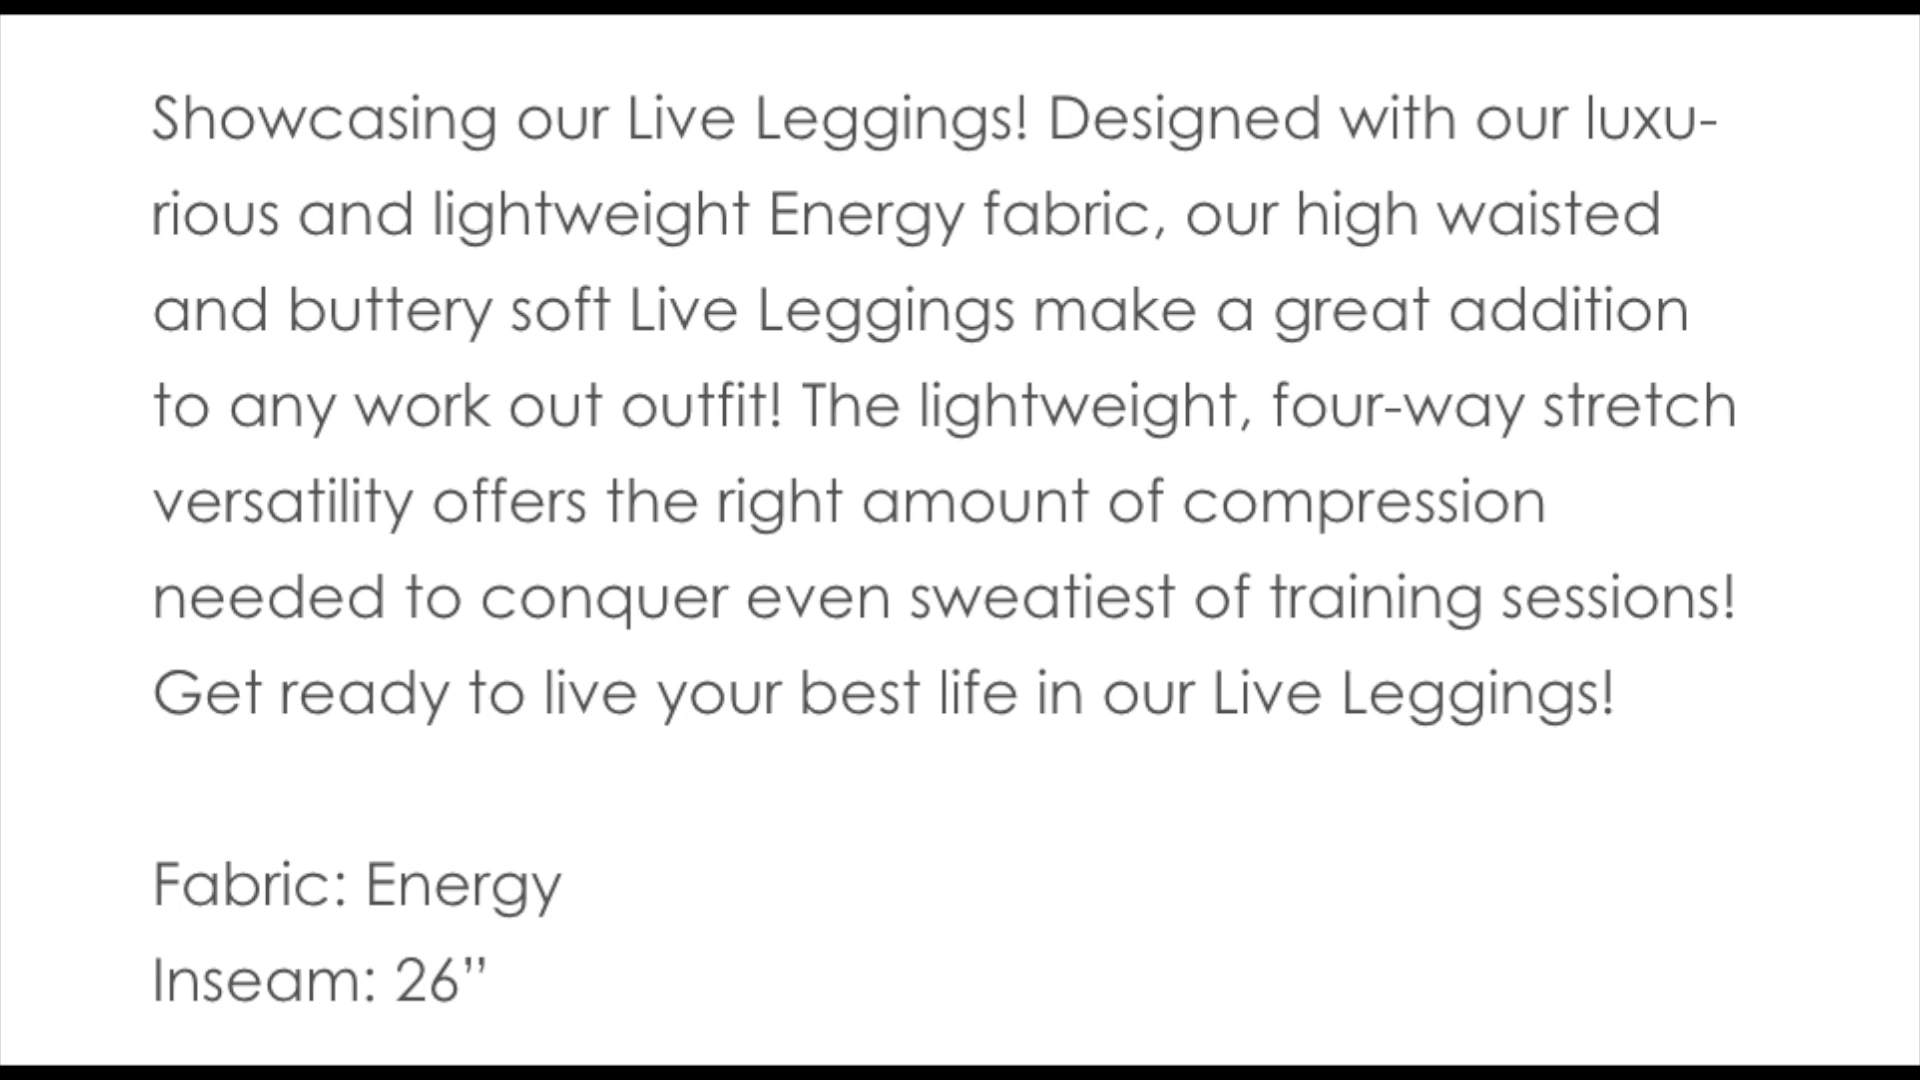 Showcasing our Live Leggings! Designed with our luxu-
rious and lightweight Energy fabric, our high waisted
and buttery soft Live Leggings make a great addition
to any work out outfit! The lightweight, four-way stretch
versatility offers the right amount of compression
needed to conquer even sweatiest of training sessions!
Get ready to live your best life in our Live Leggings!
Fabric: Energy
Inseam: 26”